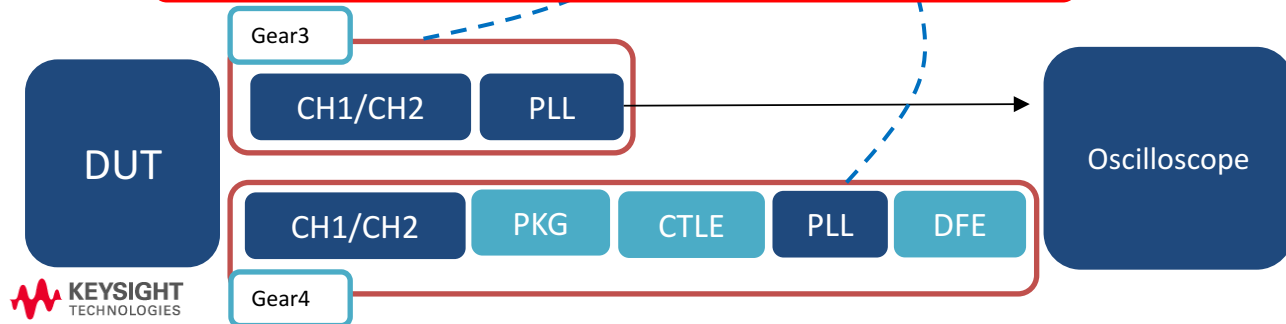 Gear3
CH1/CH2 PLL
DUT
Oscilloscope
CH1/CH2 PKG CTLE PLL DFE
Gear4
KEYSIGHT
TECHNOLOGIES